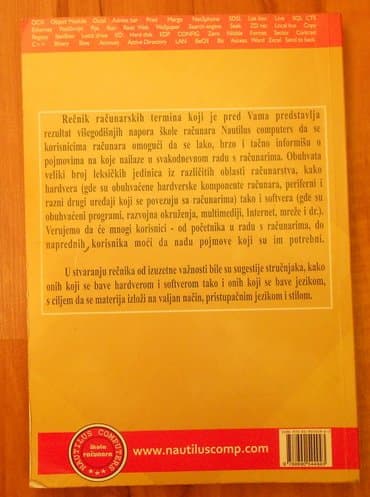 Rečnik računarskih termina koji je pred Vama predstavlja
rezultat višegodišnjih napora škole računara Nautilus computers da se
korisnicima računara omogući da se lako, brzo i tačno informišu o
pojmovima na koje nailaze u svakodnevnom radu s računarima. Obuhvata
veliki broj leksičkih jedinica iz različitih oblasti računarstva, kako
hardvera (gde su obuhvaćene hardverske komponente računara, periferni i
razni drugi uređaji koji se povezuju sa računarima) tako i softvera (gde su
obuhvaćeni programi, razvojna okruženja, multimediji, Internet, mreže i dr.).
Verujemo da će mnogi korisnici - od početnika u radu s računarima, do
naprednih korisnika moći da nađu pojmove koji su im potrebni.
U stvaranju rečnika od izuzetne važnosti bile su sugestije stručnjaka, kako
onih koji se bave hardverom i softverom tako i onih koji se bave jezikom,
s ciljem da se materija izloži na valjan način, pristupačnim jezikom i stilom.
NAUTILUS COMPUTERS
škola
računara
www.nautiluscomp.com